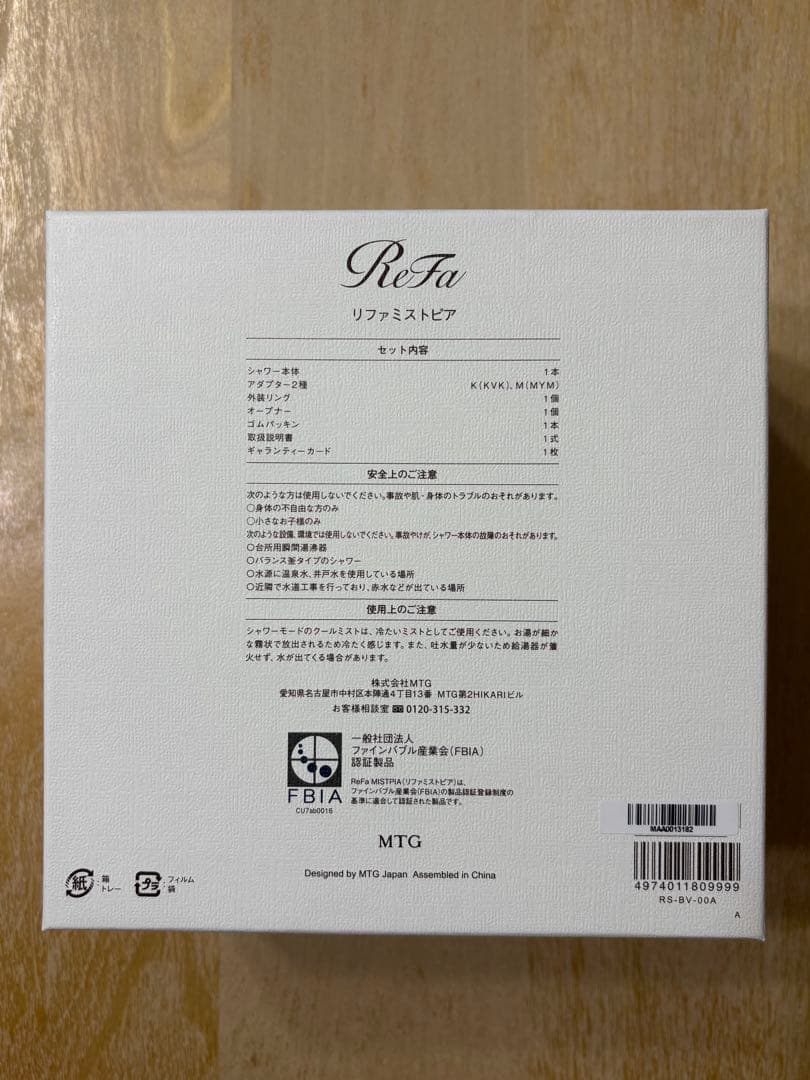 ReFa
リファミストピア
セット内容
シャワー本体 1本
アダプター2種 K(KVK)、M(MYM)
外装リング 1個
オープナー 1個
ゴムパッキン 1本
取扱説明書 1式
ギャランティーカード 1枚
安全上のご注意
次のような方は使用しないでください。事故や肌・身体のトラブルのおそれがあります。
○身体の不自由な方のみ
○小さなお子様のみ
次のような設備、環境では使用しないでください。事故やけが、シャワー本体の故障のおそれがあります。
○台所用瞬間湯沸器
○バランス釜タイプのシャワー
○水源に温泉水、井戸水を使用している場所
○近隣で水道工事を行っており、赤水などが出ている場所
使用上のご注意
シャワーモードのクールミストは、冷たいミストとしてご使用ください。お湯が細か
な霧状で放出されるため冷たく感じます。また、吐水量が少ないため給湯器が着
火せず、水が出てくる場合があります。
株式会社MTG
愛知県名古屋市中村区本陣通4丁目13番 MTG第2HIKARIビル
お客様相談室 0120-315-332
一般社団法人
ファインバブル産業会(FBIA)
認証製品
ReFa MISTPIA(リファミストピア)は、
ファインバブル産業会(FBIA)の製品認証登録制度の
基準に適合して認証された製品です。
FBIA
CU7ab0016
MTG
Designed by MTG Japan Assembled in China
紙 : 箱
トレー
プラ : フィルム
袋
MAA0013182
4974011809999
RS-BV-00A
A